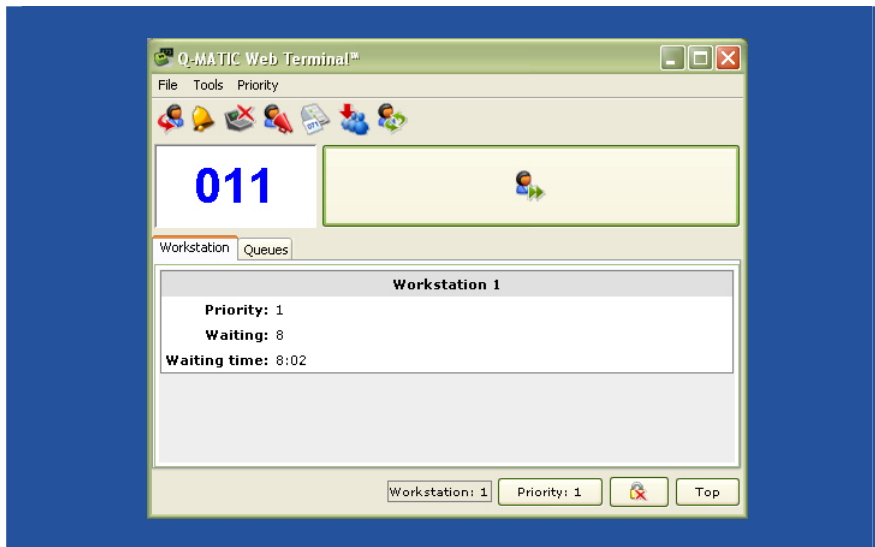 Q-MATIC Web Terminal™
File Tools Priority
011
Workstation Queues
Workstation 1
Priority: 1
Waiting: 8
Waiting time: 8:02
Workstation: 1 Priority: 1 Top